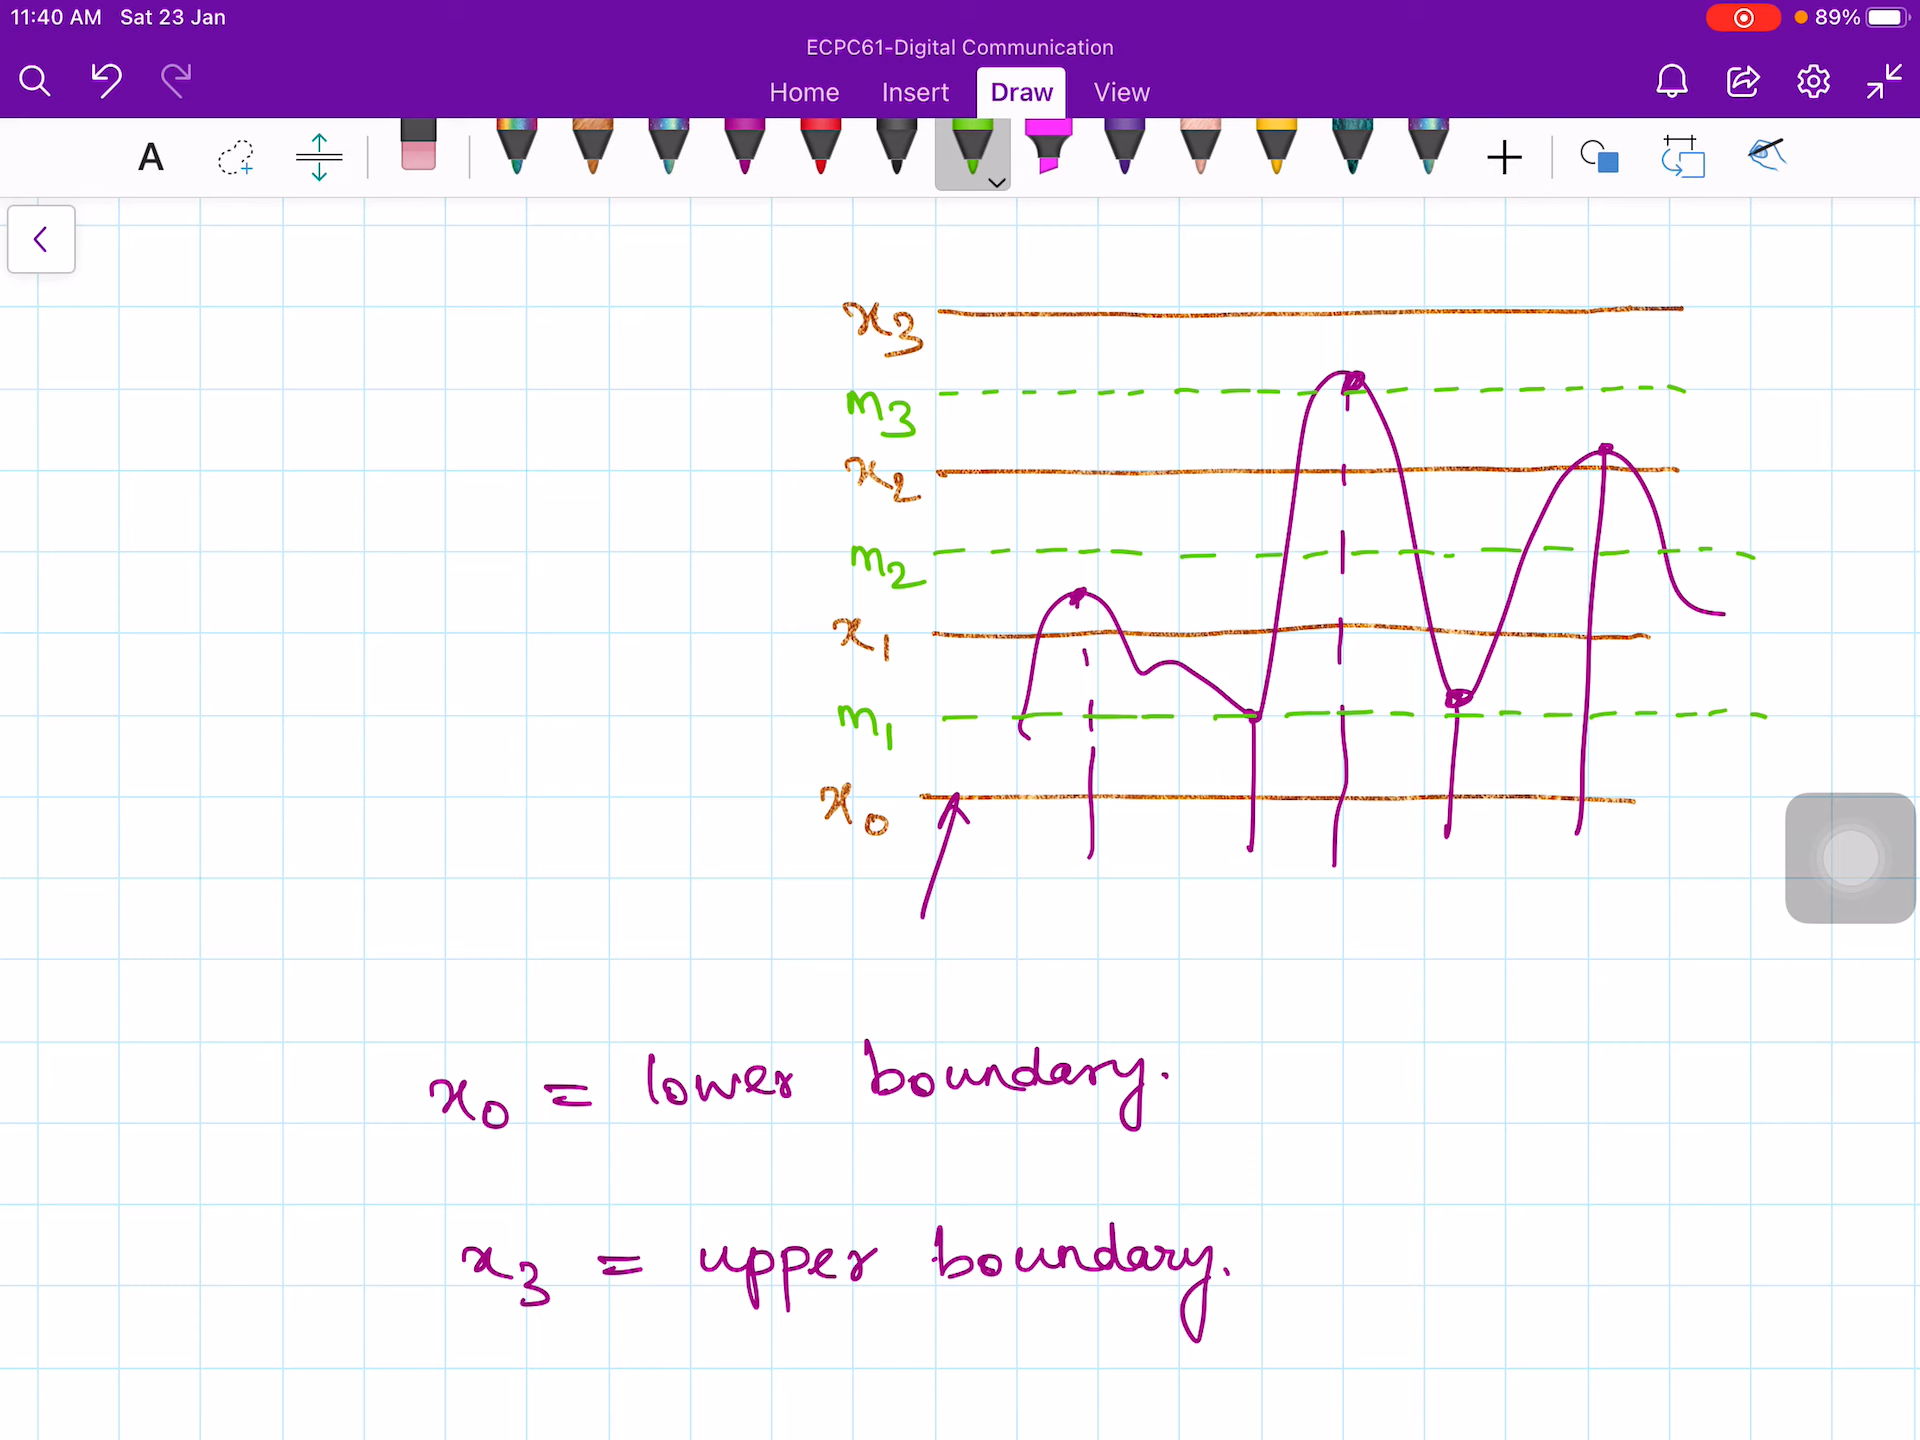 11:40 AM Sat 23 Jan
89%
ECPC61-Digital Communication
Home Insert Draw View
A
x3
m3
x2
m2
x1
m1
x0
x0 = lower boundary.
x3 = upper boundary.